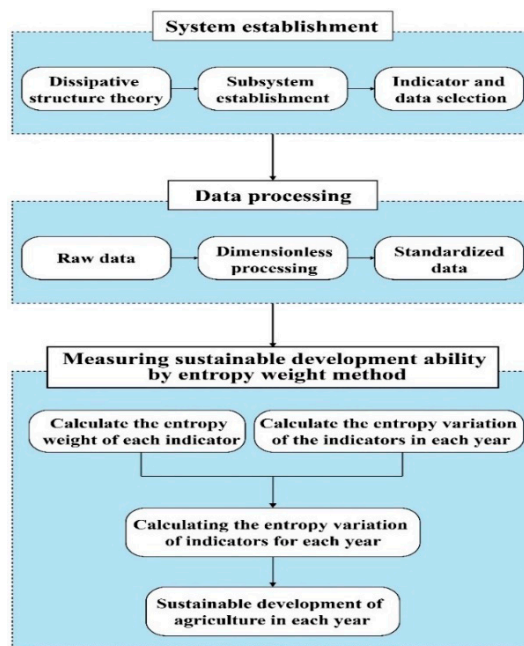 System establishment
Dissipative
structure theory
Subsystem
establishment
Indicator and
data selection
Data processing
Raw data
Dimensionless
processing
Standardized
data
Measuring sustainable development ability
by entropy weight method
Calculate the entropy
weight of each indicator
Calculate the entropy variation
of the indicators in each year
Calculating the entropy variation
of indicators for each year
Sustainable development of
agriculture in each year